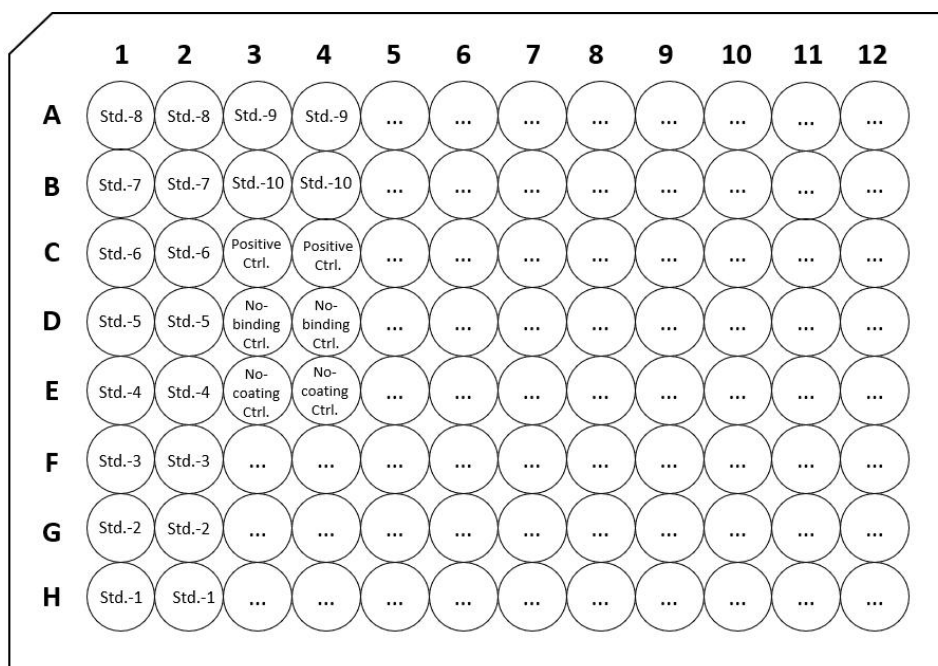 1 2 3 4 5 6 7 8 9 10 11 12
A Std.-8 Std.-8 Std.-9 Std.-9 ... ... ... ... ... ... ... ...
B Std.-7 Std.-7 Std.-10 Std.-10 ... ... ... ... ... ... ... ...
C Std.-6 Std.-6 Positive Ctrl. Positive Ctrl. ... ... ... ... ... ... ... ...
D Std.-5 Std.-5 No-binding Ctrl. No-binding Ctrl. ... ... ... ... ... ... ... ...
E Std.-4 Std.-4 No-coating Ctrl. No-coating Ctrl. ... ... ... ... ... ... ... ...
F Std.-3 Std.-3 ... ... ... ... ... ... ... ... ... ...
G Std.-2 Std.-2 ... ... ... ... ... ... ... ... ... ...
H Std.-1 Std.-1 ... ... ... ... ... ... ... ... ... ...